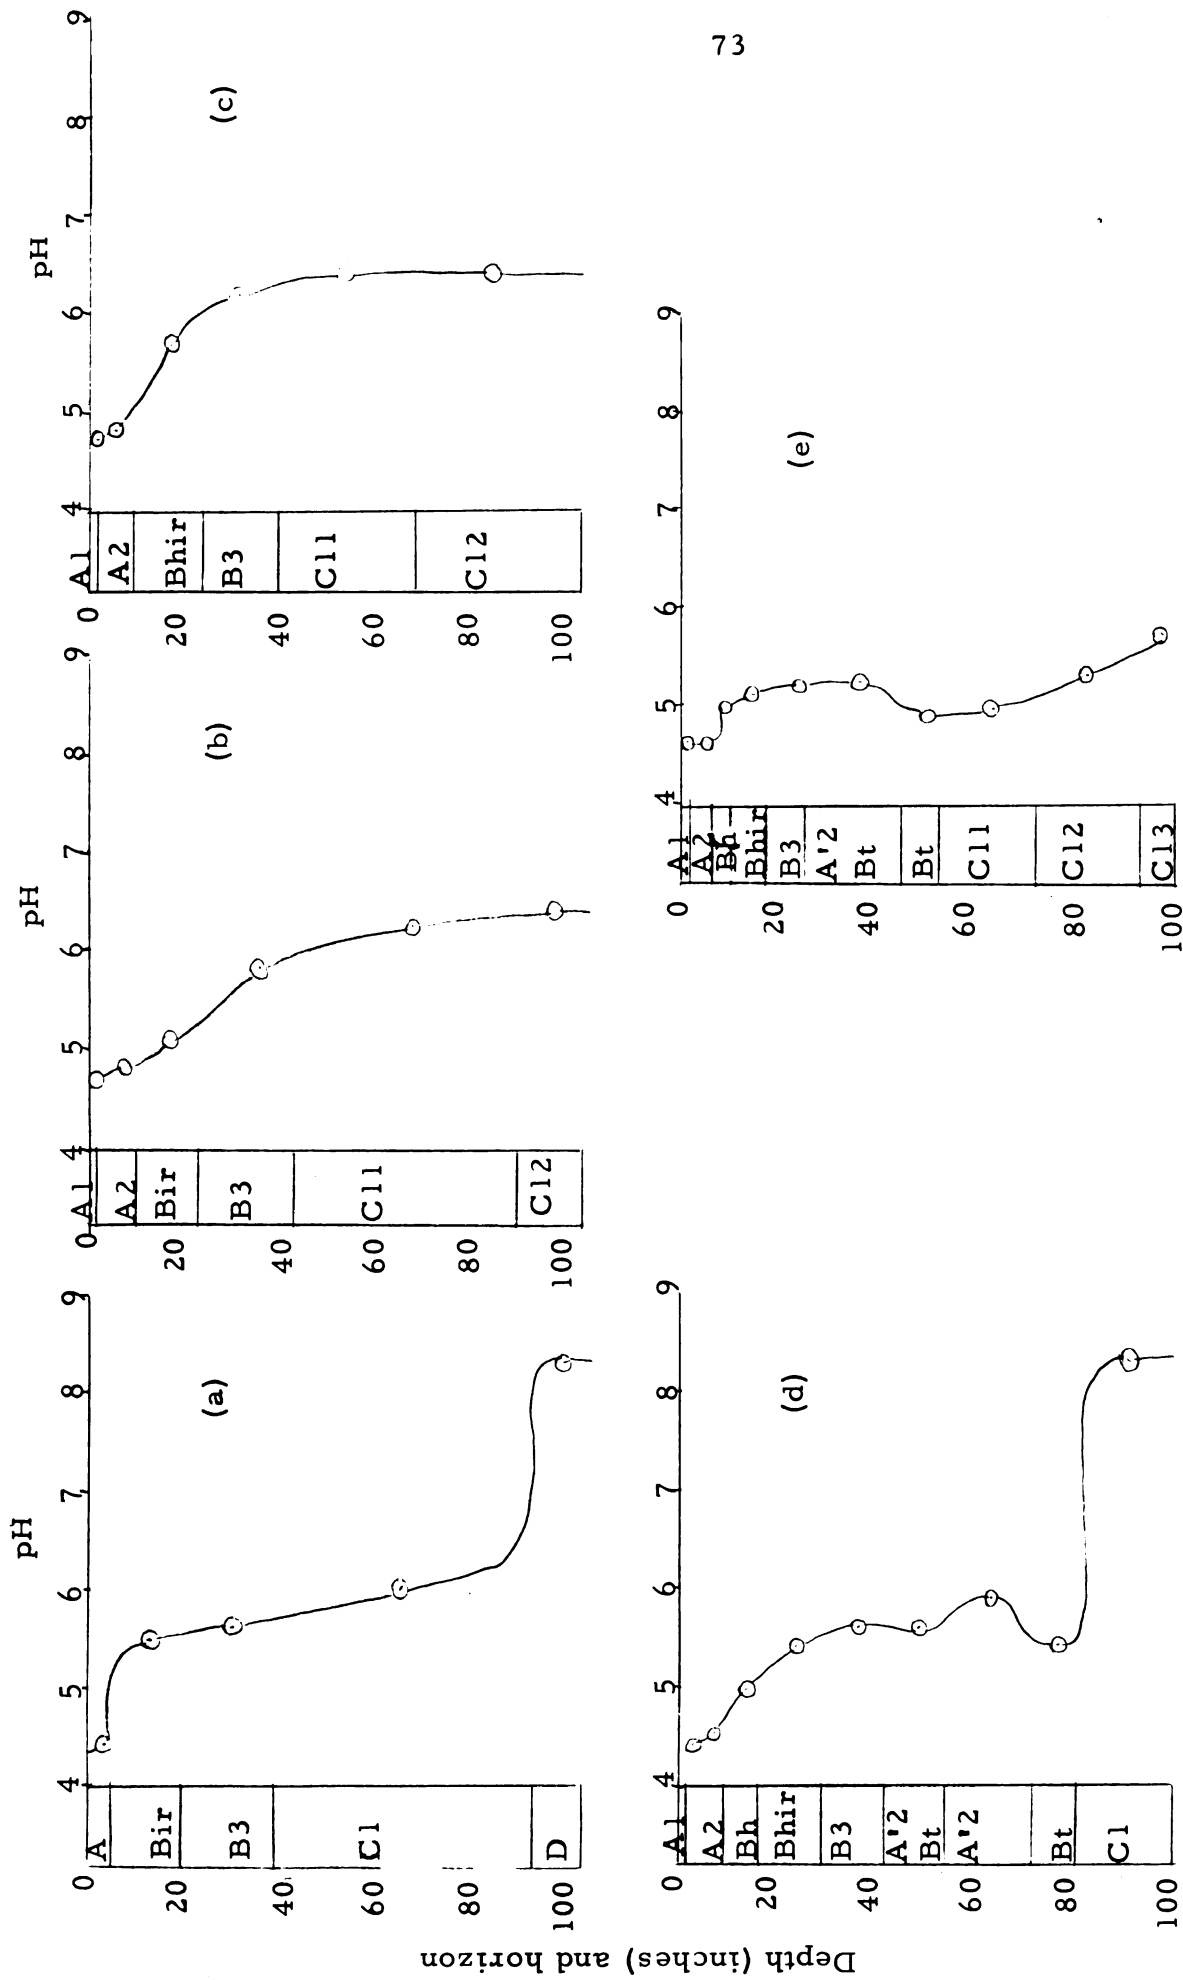 73
pH
4 5 6 7 8 9
(a)
A
Bir
B3
C1
D
0
20
40
60
80
100
pH
4 5 6 7 8 9
(b)
A1
A2
Bir
B3
C11
C12
0
20
40
60
80
100
pH
4 5 6 7 8 9
(c)
A1
A2
Bhir
B3
C11
C12
0
20
40
60
80
100
4 5 6 7 8 9
(d)
A1
A2
Bh
Bhir
B3
A'2
Bt
A'2
Bt
C1
0
20
40
60
80
100
4 5 6 7 8 9
(e)
A1
A2
Bh
Bhir
B3
A'2
Bt
Bt
C11
C12
C13
0
20
40
60
80
100
Depth (inches) and horizon